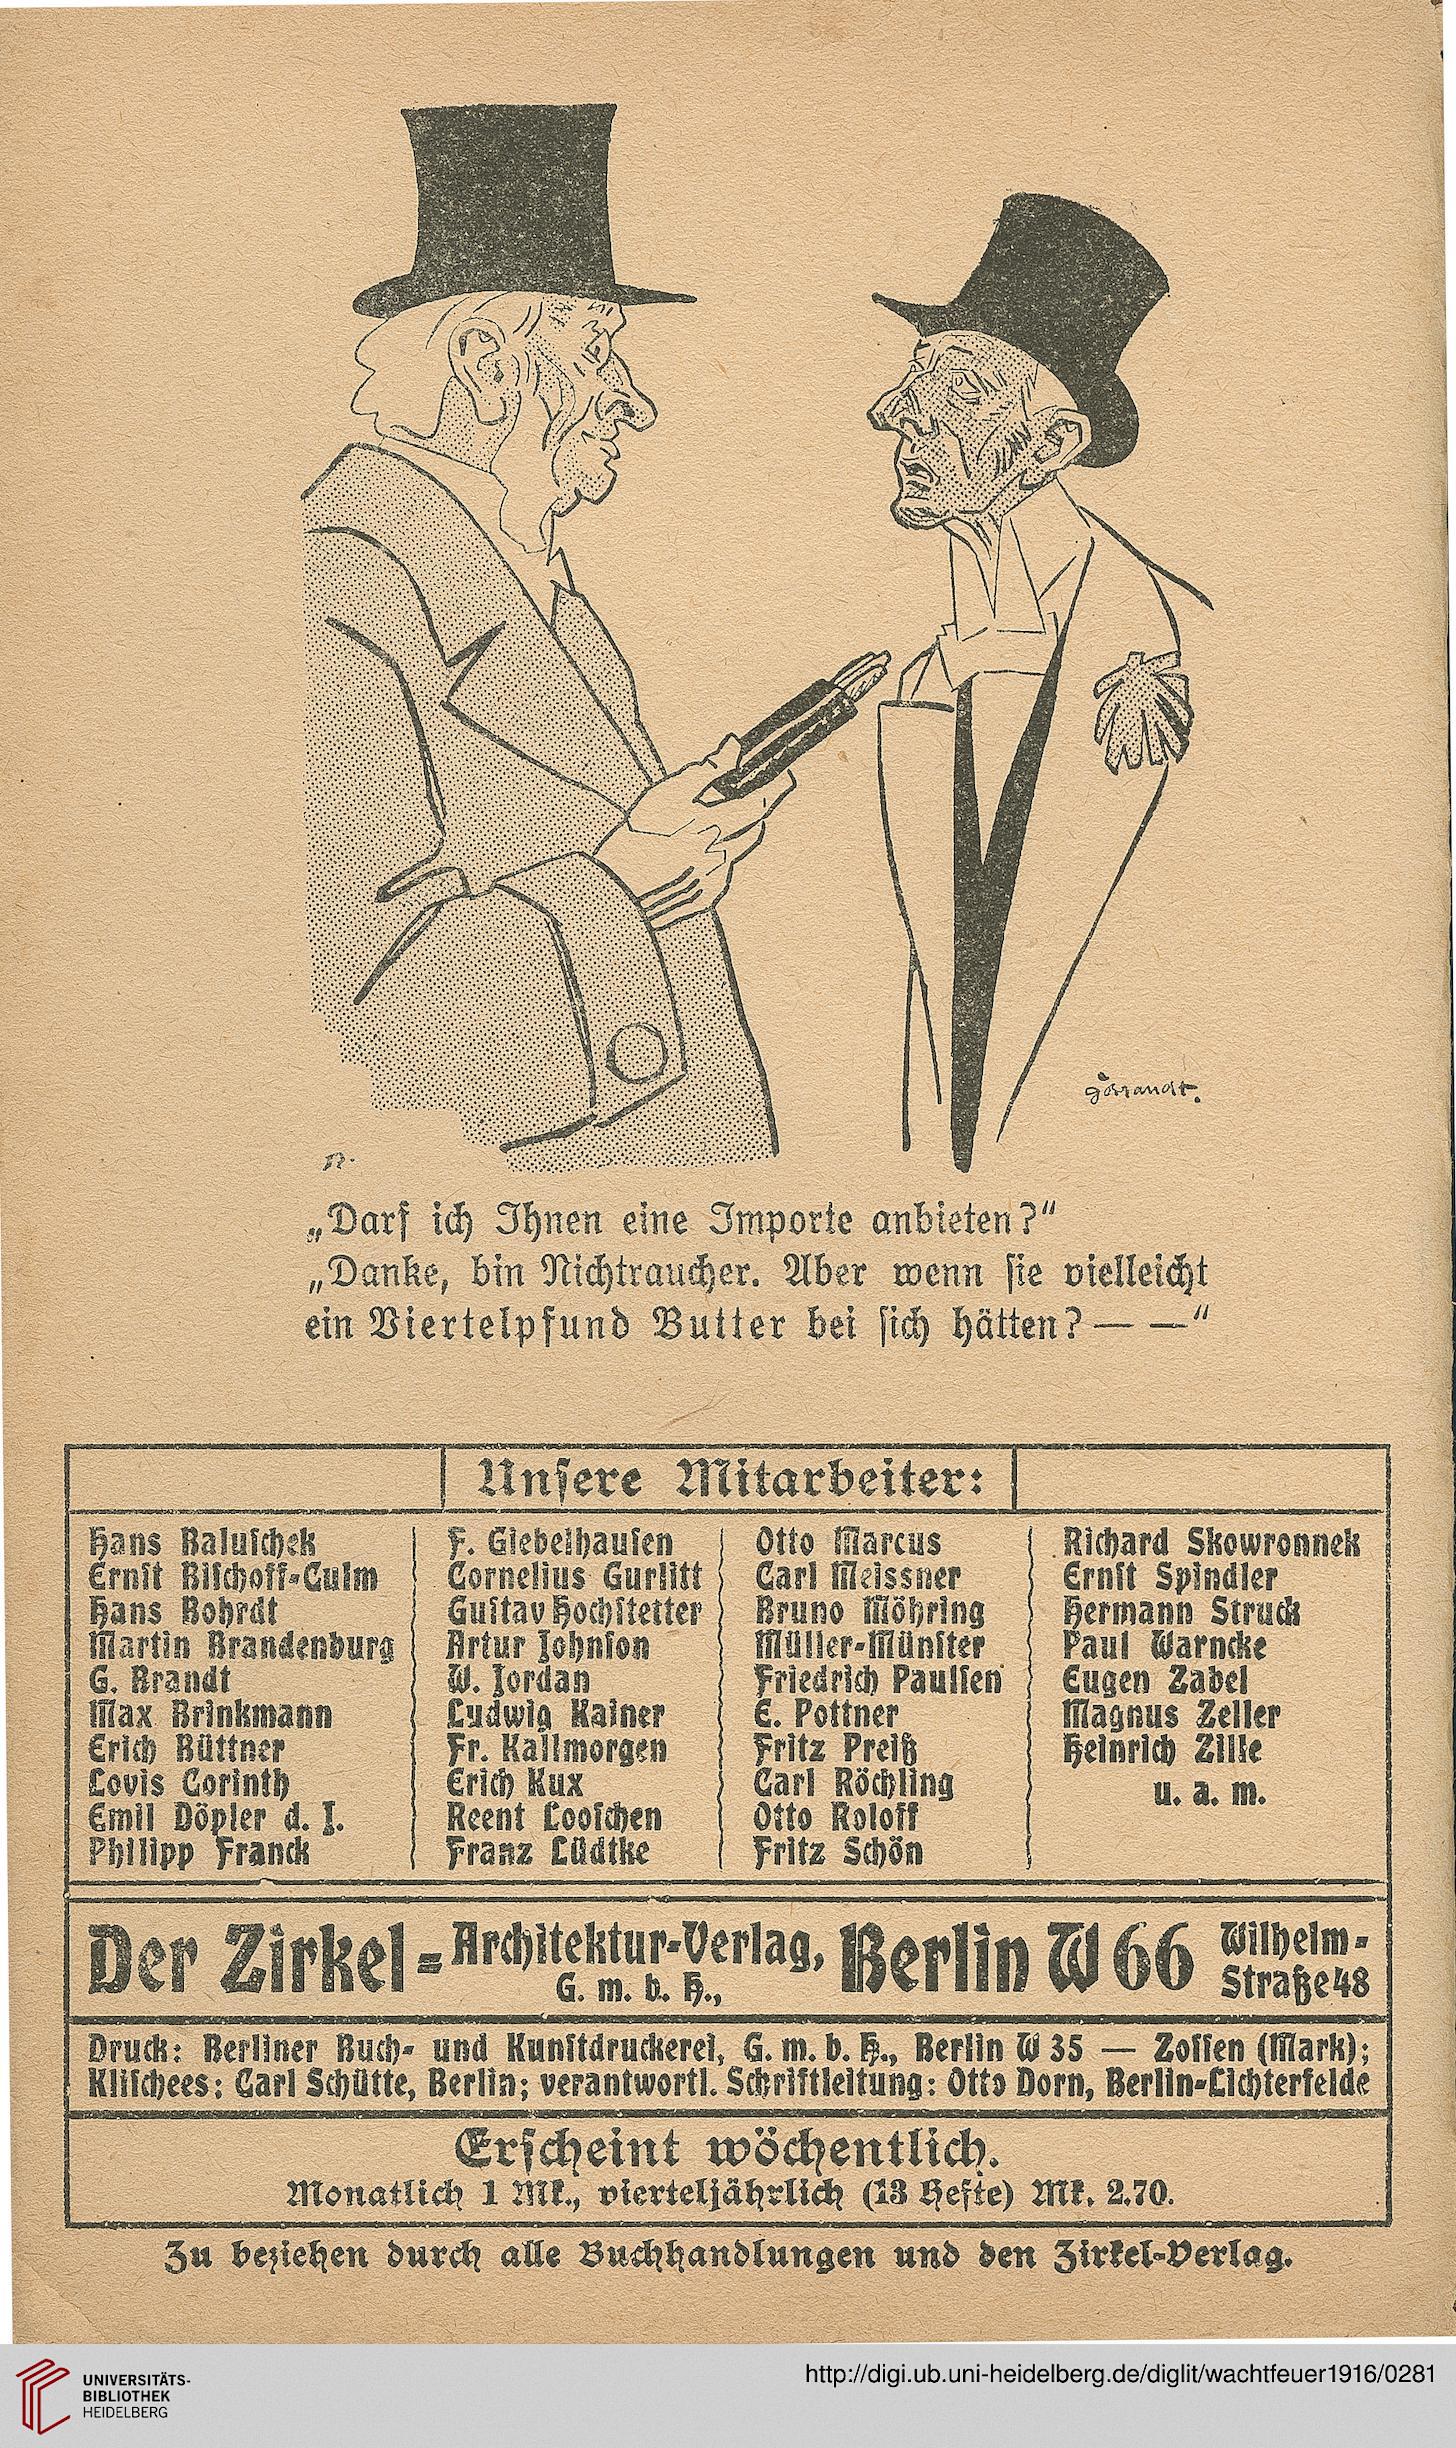 G Brandt.
„Darf ich Ihnen eine Importe anbieten?“
„Danke, bin Nichtraucher. Aber wenn sie vielleicht
ein Viertelpfund Butter bei sich hätten? — —“
Unsere Mitarbeiter:
Hans Baluschek
Ernst Bischoff-Culm
Hans Bohrdt
Martin Brandenburg
G. Brandt
Max Brinkmann
Erich Büttner
Lovis Corinth
Emil Döpler d. J.
Philipp Franck
F. Giebelhausen
Cornelius Gurlitt
Gustav Hochstetter
Artur Johnson
W. Jordan
Ludwig Kainer
Fr. Kallmorgen
Erich Kux
Reent Looschen
Franz Lüdtke
Otto Marcus
Carl Meissner
Bruno Möhring
Müller-Münster
Friedrich Paulsen
E. Pottner
Fritz Preiß
Carl Röchling
Otto Roloff
Fritz Schön
Richard Skowronnek
Ernst Spindler
Hermann Struck
Paul Warncke
Eugen Zabel
Magnus Zeller
Heinrich Zille
u. a. m.
Der Zirkel-Architektur-Verlag, G. m. b. H., Berlin W 66 Wilhelm-Straße 48
Druck: Berliner Buch- und Kunstdruckerei, G. m. b. H., Berlin W 35 — Zossen (Mark);
Klischees: Carl Schütte, Berlin; verantwortl. Schriftleitung: Otto Dorn, Berlin-Lichterfelde
Erscheint wöchentlich.
Monatlich 1 Mk., vierteljährlich (13 Hefte) Mk. 2.70.
Zu beziehen durch alle Buchhandlungen und den Zirkel-Verlag.
UNIVERSITÄTS-
BIBLIOTHEK
HEIDELBERG
http://digi.ub.uni-heidelberg.de/diglit/wachtfeuer1916/0281